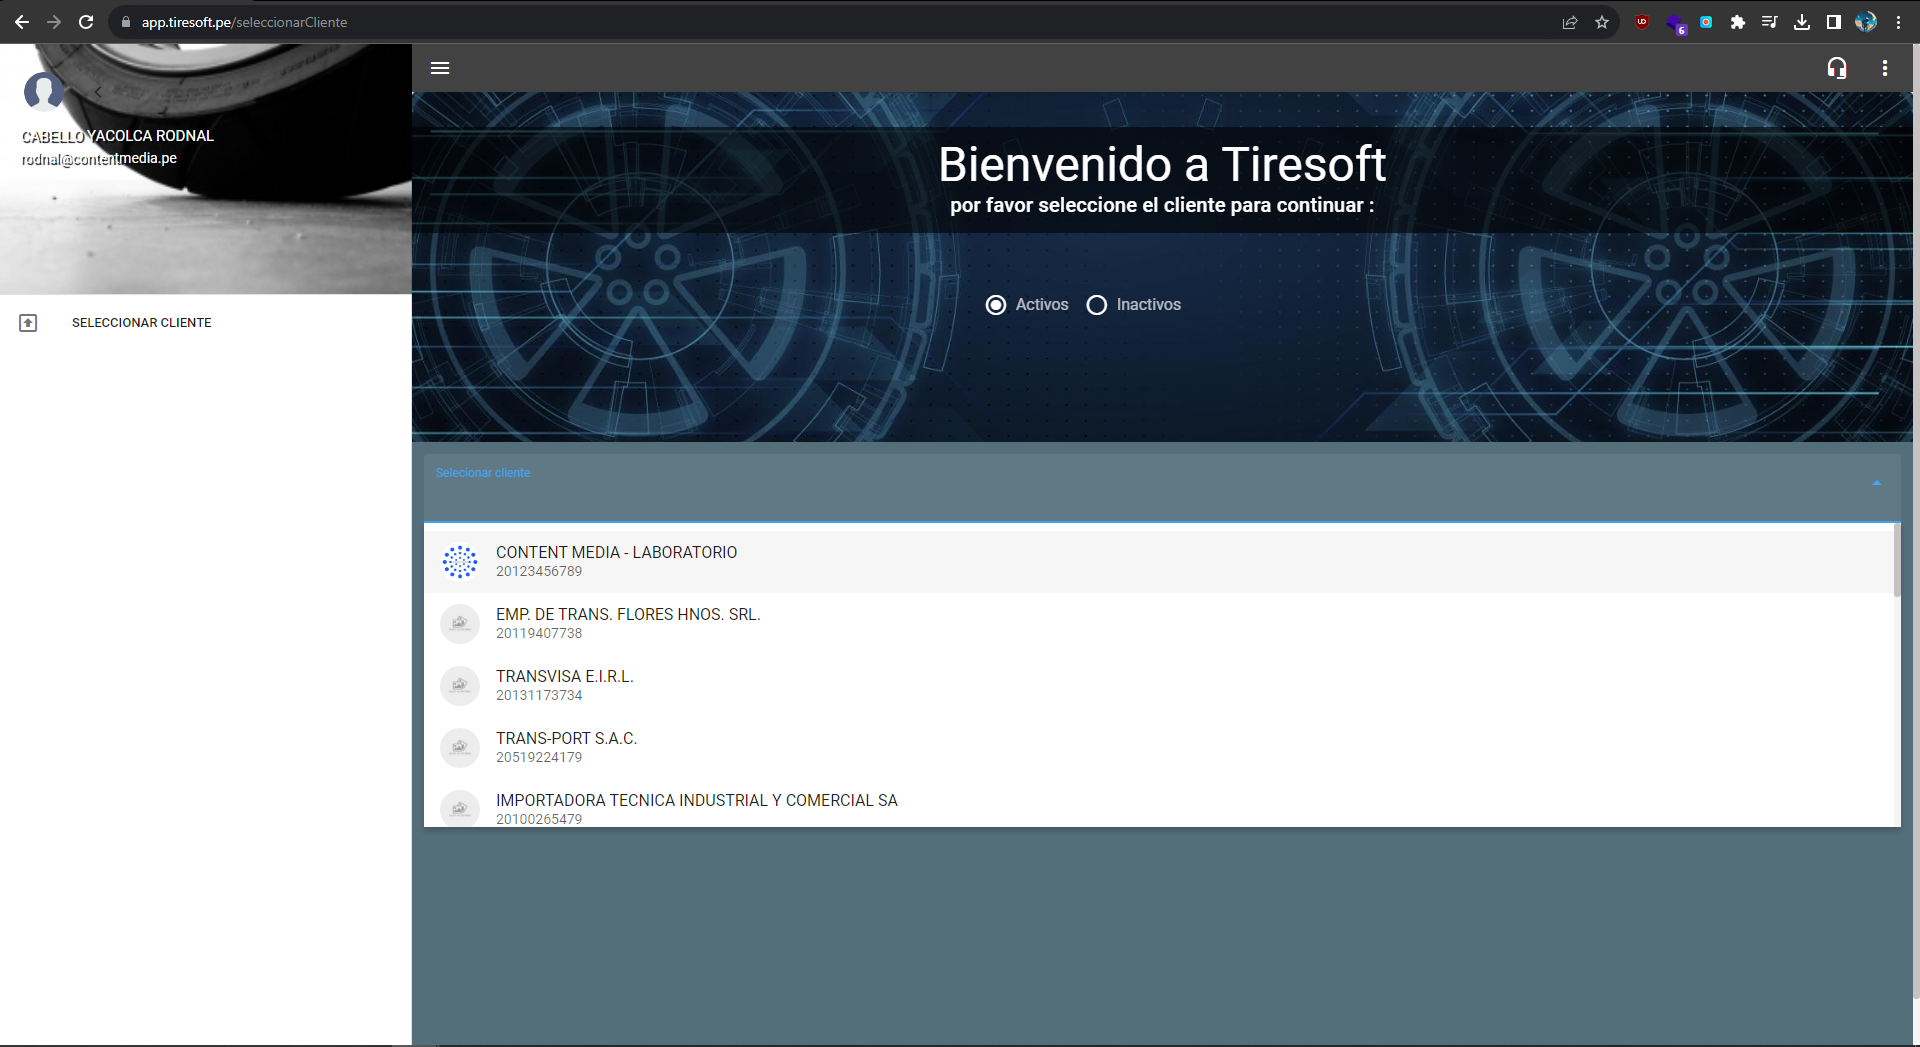 app.tiresoft.pe/seleccionarCliente
6
CABELLO YACOLCA RODNAL
rodnal@contentmedia.pe
SELECCIONAR CLIENTE
Bienvenido a Tiresoft
por favor seleccione el cliente para continuar :
Activos
Inactivos
Selecionar cliente
CONTENT MEDIA - LABORATORIO
20123456789
EMP. DE TRANS. FLORES HNOS. SRL.
20119407738
TRANSVISA E.I.R.L.
20131173734
TRANS-PORT S.A.C.
20519224179
IMPORTADORA TECNICA INDUSTRIAL Y COMERCIAL SA
20100265479